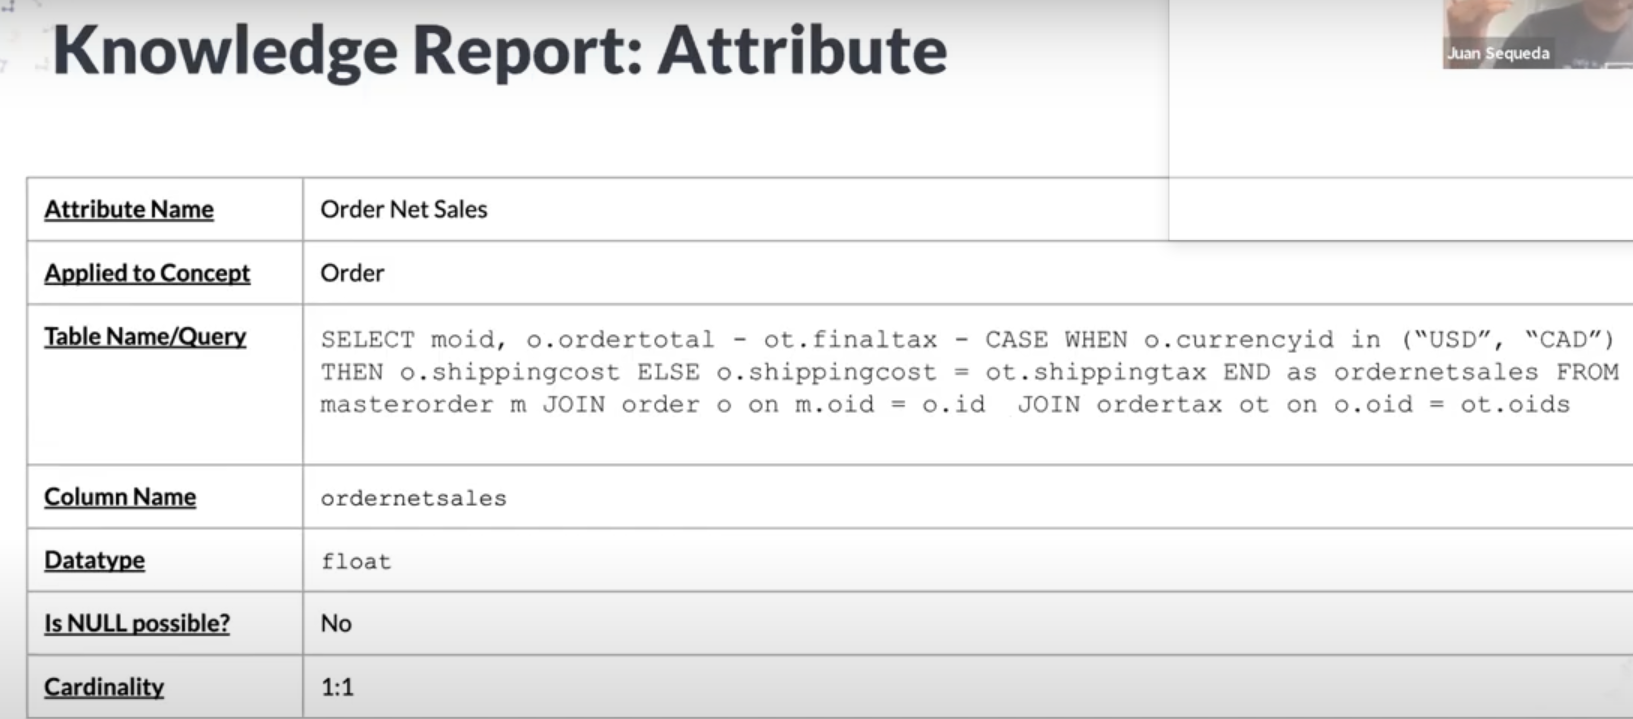 Knowledge Report: Attribute
Juan Sequeda
Attribute Name
Order Net Sales
Applied to Concept
Order
Table Name/Query
SELECT moid, o.ordertotal - ot.finaltax - CASE WHEN o.currencyid in (“USD”, “CAD”)
THEN o.shippingcost ELSE o.shippingcost = ot.shippingtax END as ordernetsales FROM
masterorder m JOIN order o on m.oid = o.id  JOIN ordertax ot on o.oid = ot.oids
Column Name
ordernetsales
Datatype
float
Is NULL possible?
No
Cardinality
1:1